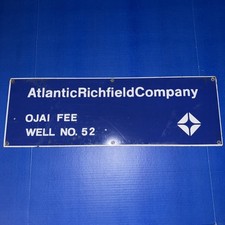 AtlanticRichfieldCompany
OJAI FEE
WELL NO. 52